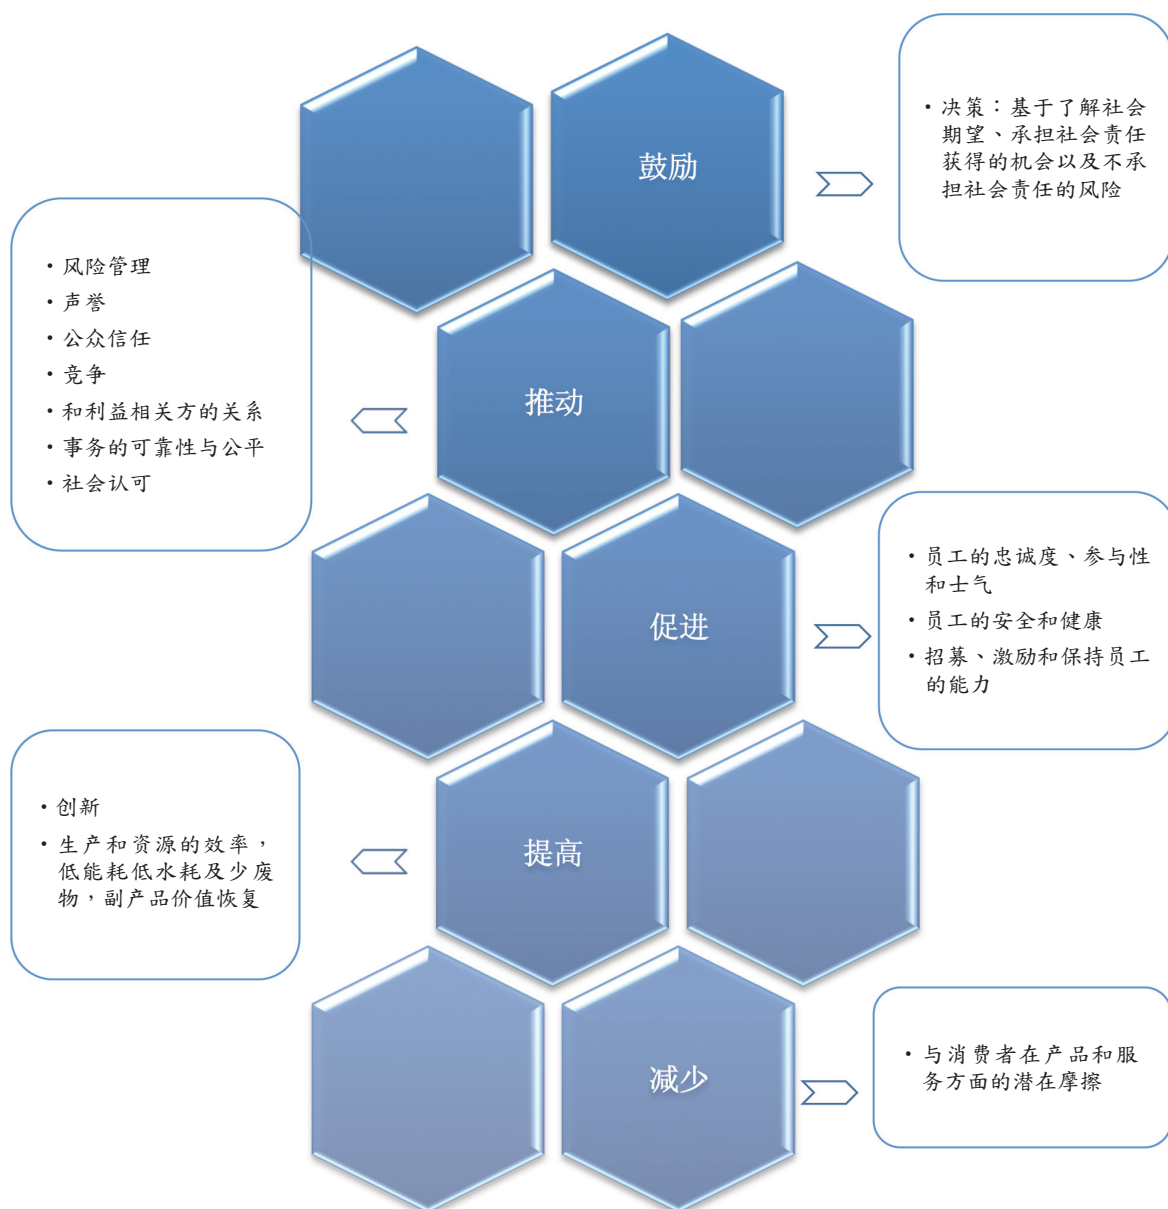 鼓励
・决策：基于了解社会
期望、承担社会责任
获得的机会以及不承
担社会责任的风险
推动
・风险管理
・声誉
・公众信任
・竞争
・和利益相关方的关系
・事务的可靠性与公平
・社会认可
促进
・员工的忠诚度、参与性
和士气
・员工的安全和健康
・招募、激励和保持员工
的能力
提高
・创新
・生产和资源的效率，
低能耗低水耗及少废
物，副产品价值恢复
减少
・与消费者在产品和服
务方面的潜在摩擦